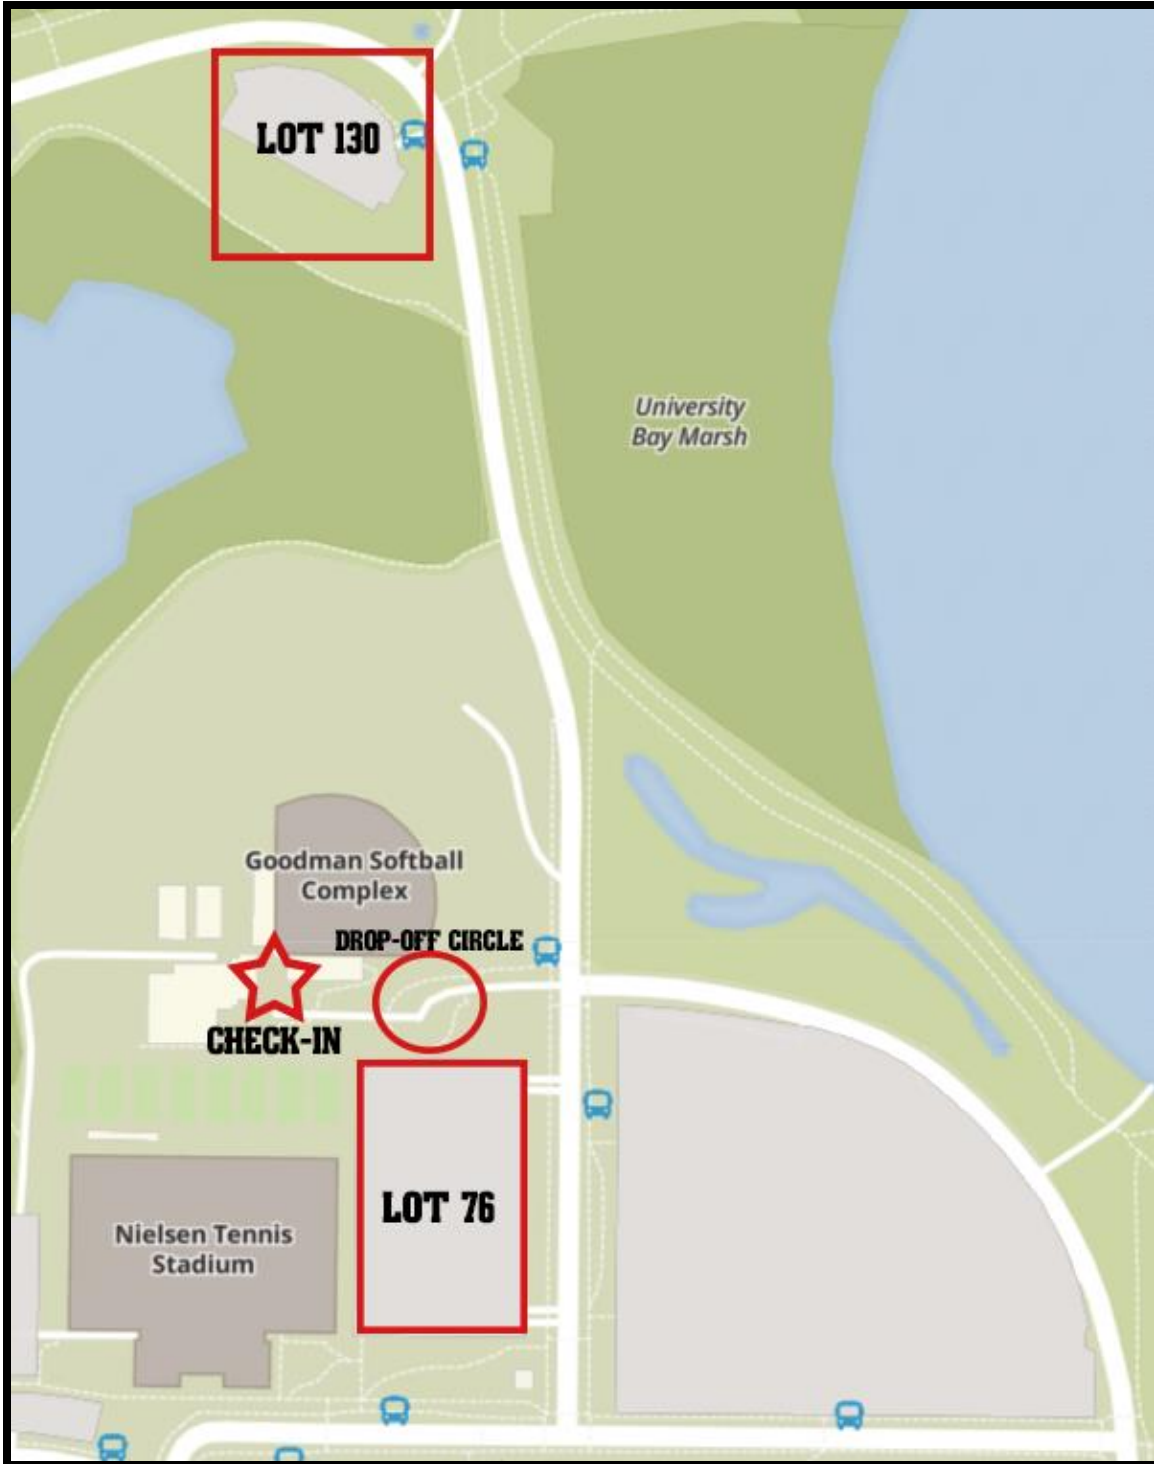 LOT 130
University
Bay Marsh
Goodman Softball
Complex
DROP-OFF CIRCLE
CHECK-IN
LOT 76
Nielsen Tennis
Stadium